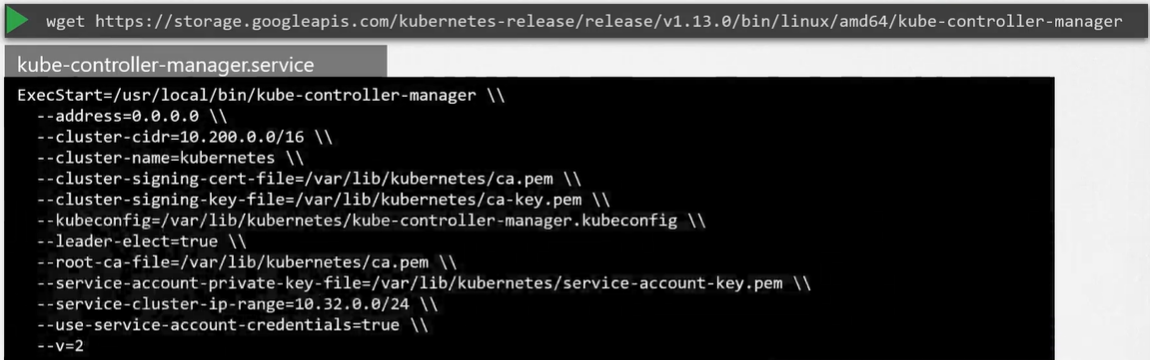 wget https://storage.googleapis.com/kubernetes-release/release/v1.13.0/bin/linux/amd64/kube-controller-manager
kube-controller-manager.service
ExecStart=/usr/local/bin/kube-controller-manager \\
--address=0.0.0.0 \\
--cluster-cidr=10.200.0.0/16 \\
--cluster-name=kubernetes \\
--cluster-signing-cert-file=/var/lib/kubernetes/ca.pem \\
--cluster-signing-key-file=/var/lib/kubernetes/ca-key.pem \\
--kubeconfig=/var/lib/kubernetes/kube-controller-manager.kubeconfig \\
--leader-elect=true \\
--root-ca-file=/var/lib/kubernetes/ca.pem \\
--service-account-private-key-file=/var/lib/kubernetes/service-account-key.pem \\
--service-cluster-ip-range=10.32.0.0/24 \\
--use-service-account-credentials=true \\
--v=2